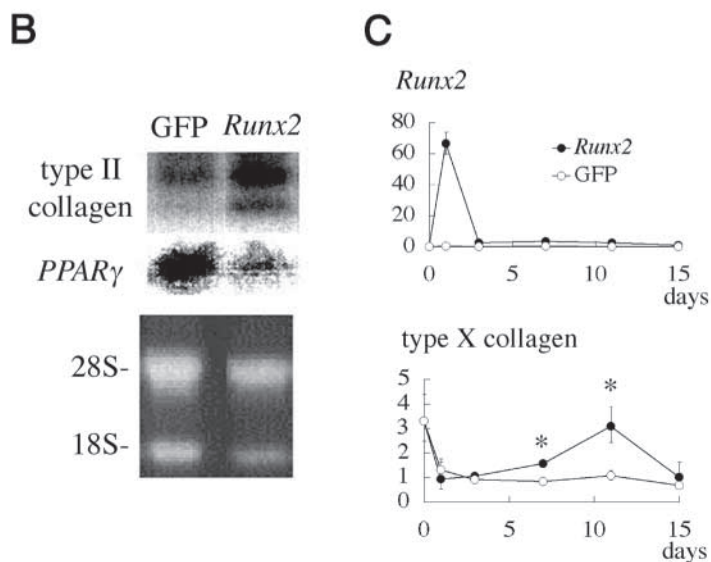 B
GFP Runx2
type II
collagen
PPARγ
28S-
18S-
C
Runx2
80
60
40
20
0
Runx2
GFP
0 5 10 15
days
type X collagen
5
4
3
2
1
0
*
*
0 5 10 15
days